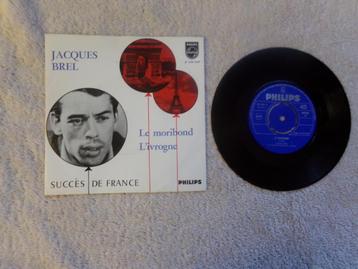 JACQUES
BREL
PHILIPS
Le moribond
L'ivrogne
SUCCÈS DE FRANCE
PHILIPS
PHILIPS